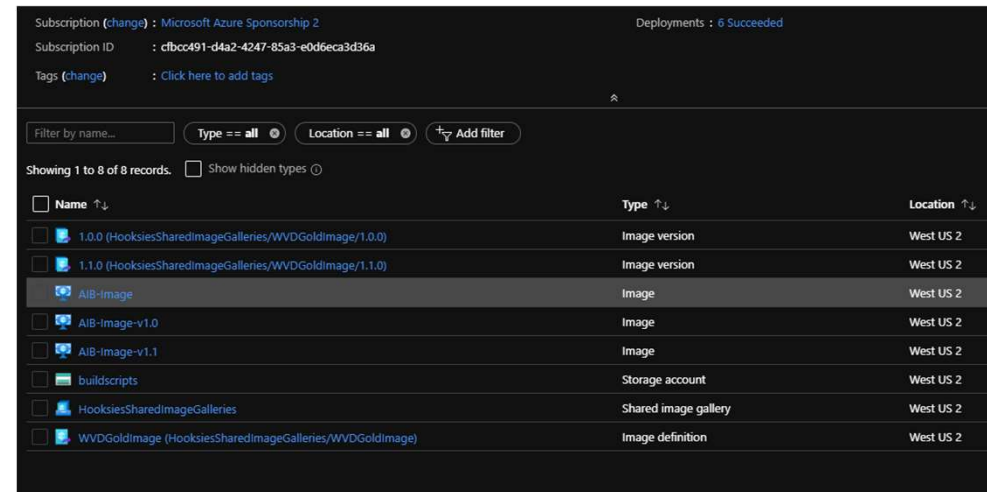 Subscription (change) : Microsoft Azure Sponsorship 2 Deployments : 6 Succeeded
Subscription ID : cfbcc491-d4a2-4247-85a3-e0d6eca3d36a
Tags (change) : Click here to add tags
Filter by name... Type == all Location == all Add filter
Showing 1 to 8 of 8 records. Show hidden types
Name Type Location
1.0.0 (HooksiesSharedImageGalleries/WVDGoldImage/1.0.0) Image version West US 2
1.1.0 (HooksiesSharedImageGalleries/WVDGoldImage/1.1.0) Image version West US 2
AIB-Image Image West US 2
AIB-Image-v1.0 Image West US 2
AIB-Image-v1.1 Image West US 2
buildscripts Storage account West US 2
HooksiesSharedImageGalleries Shared image gallery West US 2
WVDGoldImage (HooksiesSharedImageGalleries/WVDGoldImage) Image definition West US 2